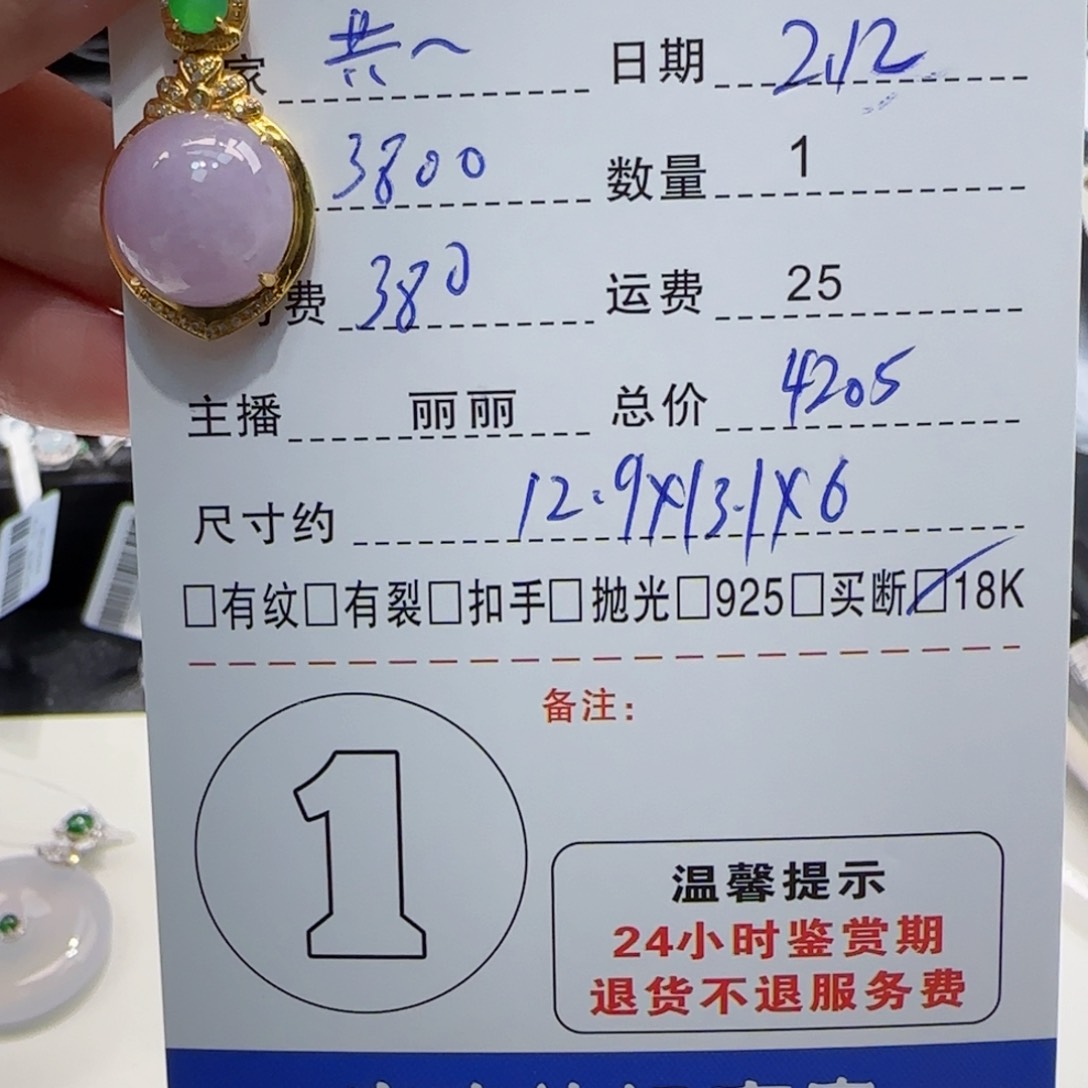 家 共一 日期 2.12
3800 数量 1
费 380 运费 25
主播 丽丽 总价 4205
尺寸约 12.9X13.1X6
□有纹□有裂□扣手□抛光□925□买断☑18K
备注：
1
温馨提示
24小时鉴赏期
退货不退服务费